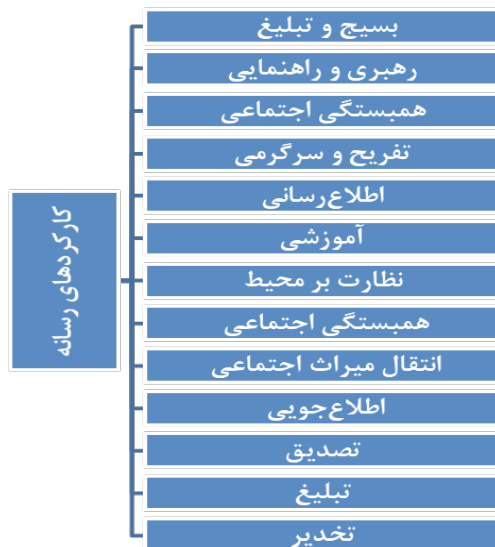 کارکردهای رسانه
بسیج و تبلیغ
رهبری و راهنمایی
همبستگی اجتماعی
تفریح و سرگرمی
اطلاع‌رسانی
آموزشی
نظارت بر محیط
همبستگی اجتماعی
انتقال میراث اجتماعی
اطلاع‌جویی
تصدیق
تبلیغ
تخدیر